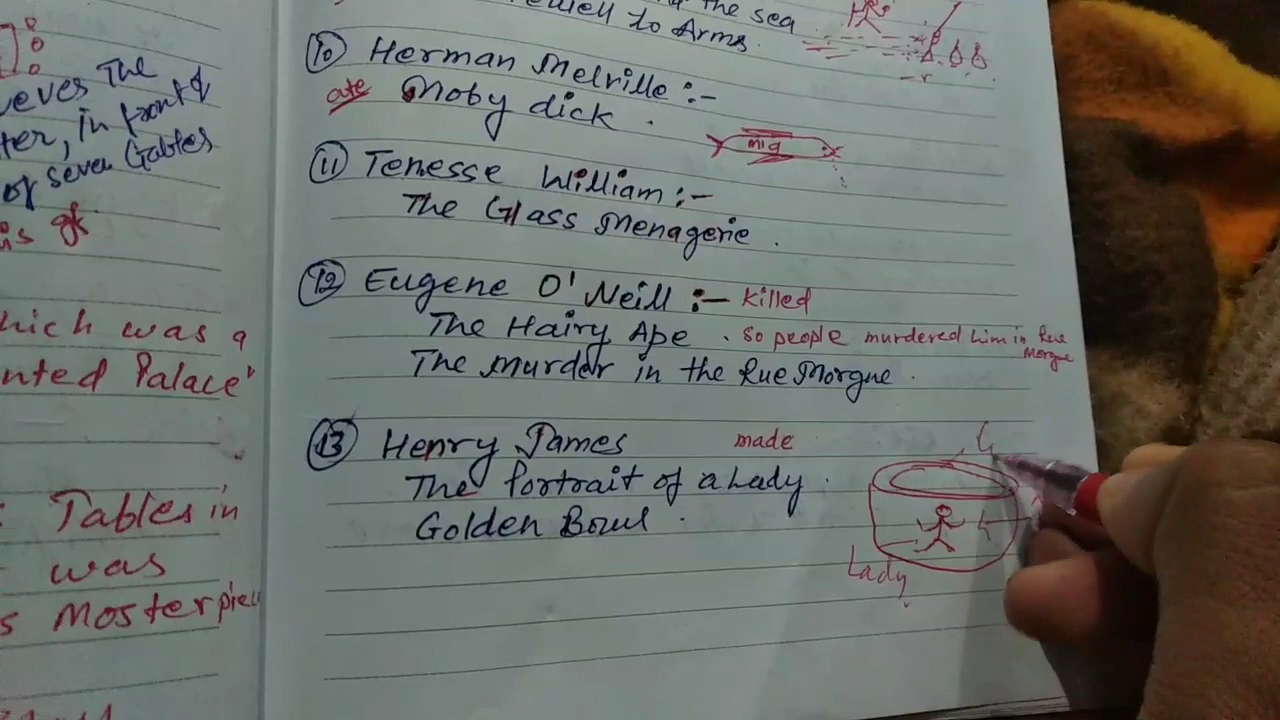 the sea
to Arms.
⑩ Herman Melville :-
ate Moby dick .
mig
⑪ Tenesse William :-
The Glass Menagerie .
⑫ Eugene O'Neill :- killed
The Hairy Ape . so people murdered him in Rue Morgue
The Murder in the Rue Morgue .
⑬ Henry James made
The Portrait of a Lady .
Golden Bowl .
Lady
The
ter, in front of
of seven Gables
gk
hich was a
nted Palace"
Tables in
was
s Mosterpiec